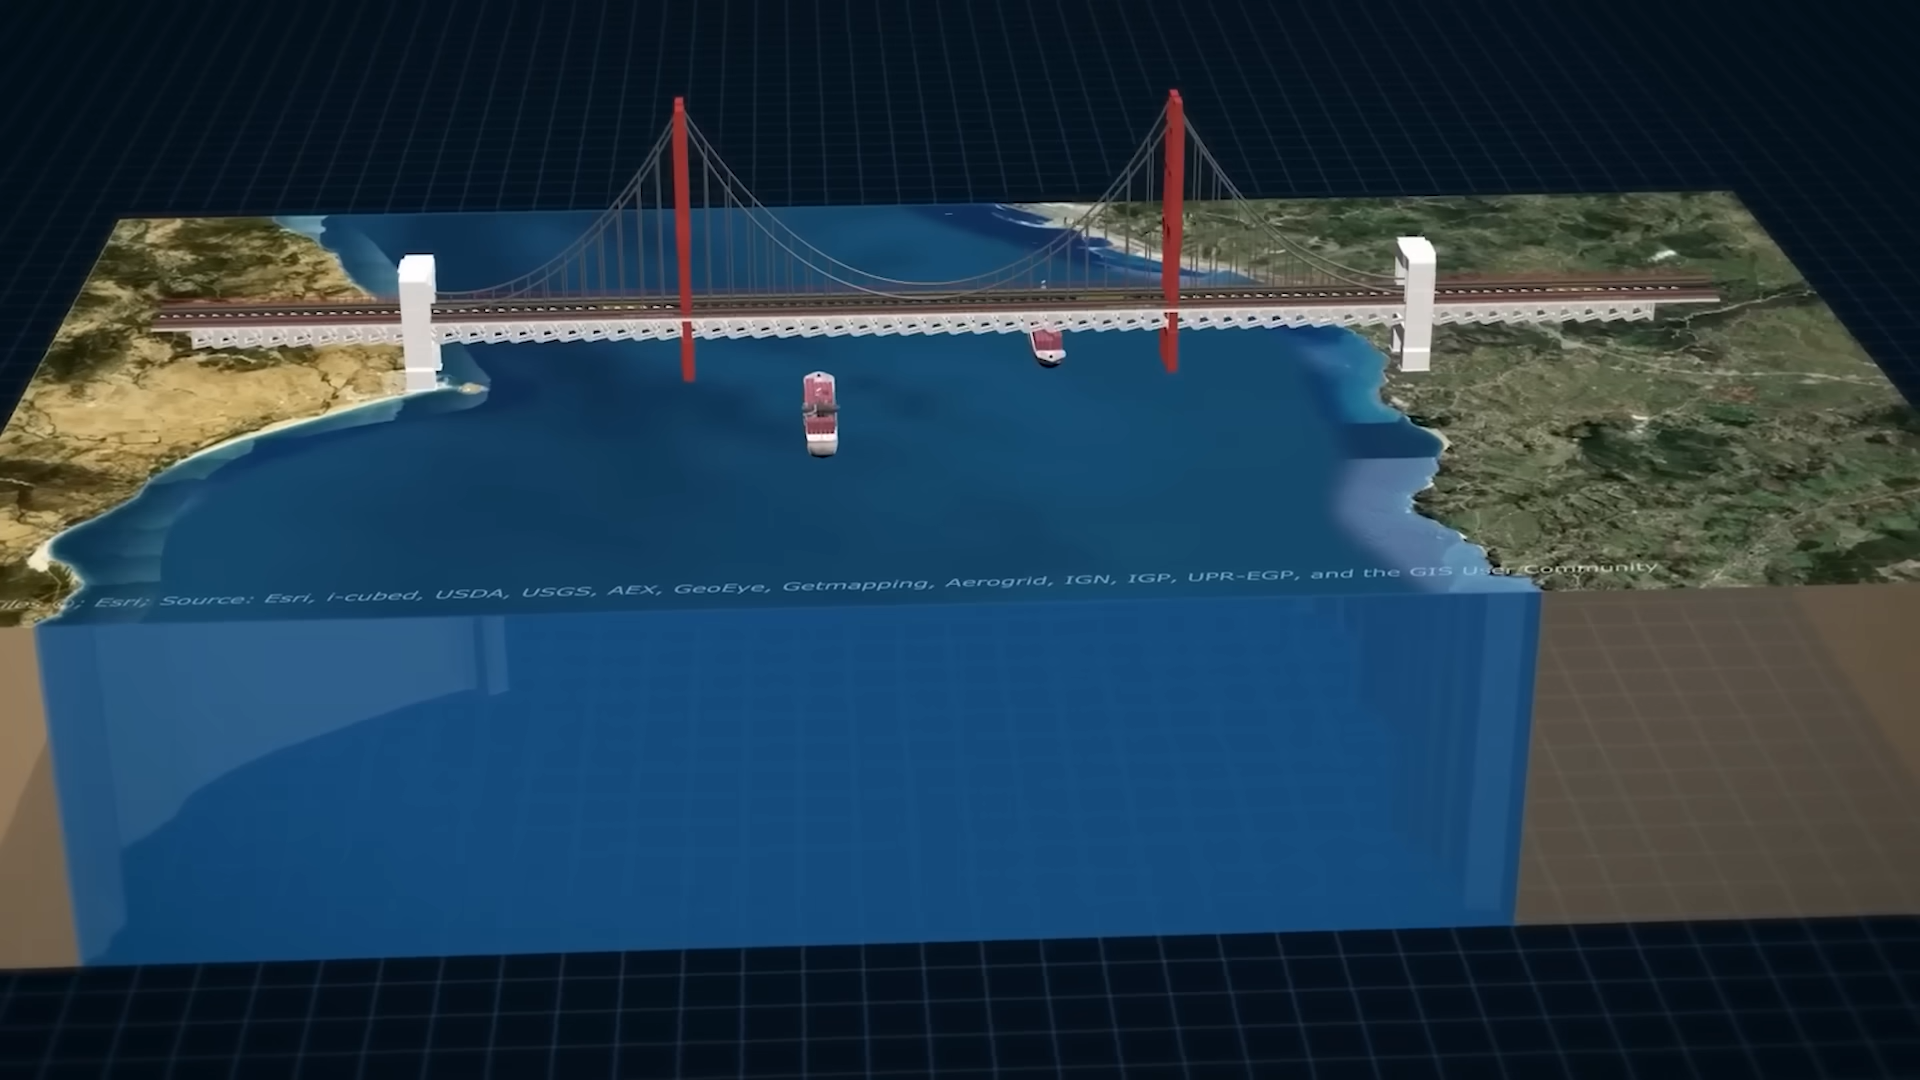 Esri; Source: Esri, i-cubed, USDA, USGS, AEX, GeoEye, Getmapping, Aerogrid, IGN, IGP, UPR-EGP, and the GIS User Community